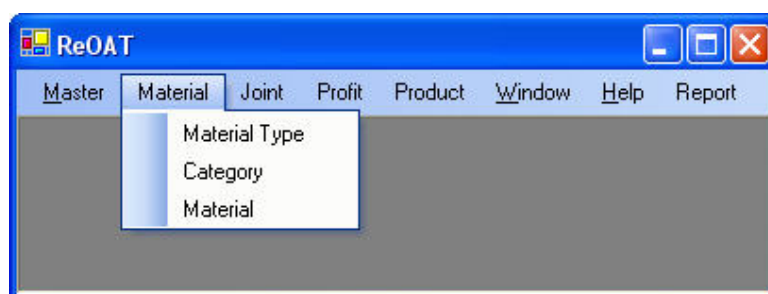 ReOAT
Master Material Joint Profit Product Window Help Report
Material Type
Category
Material